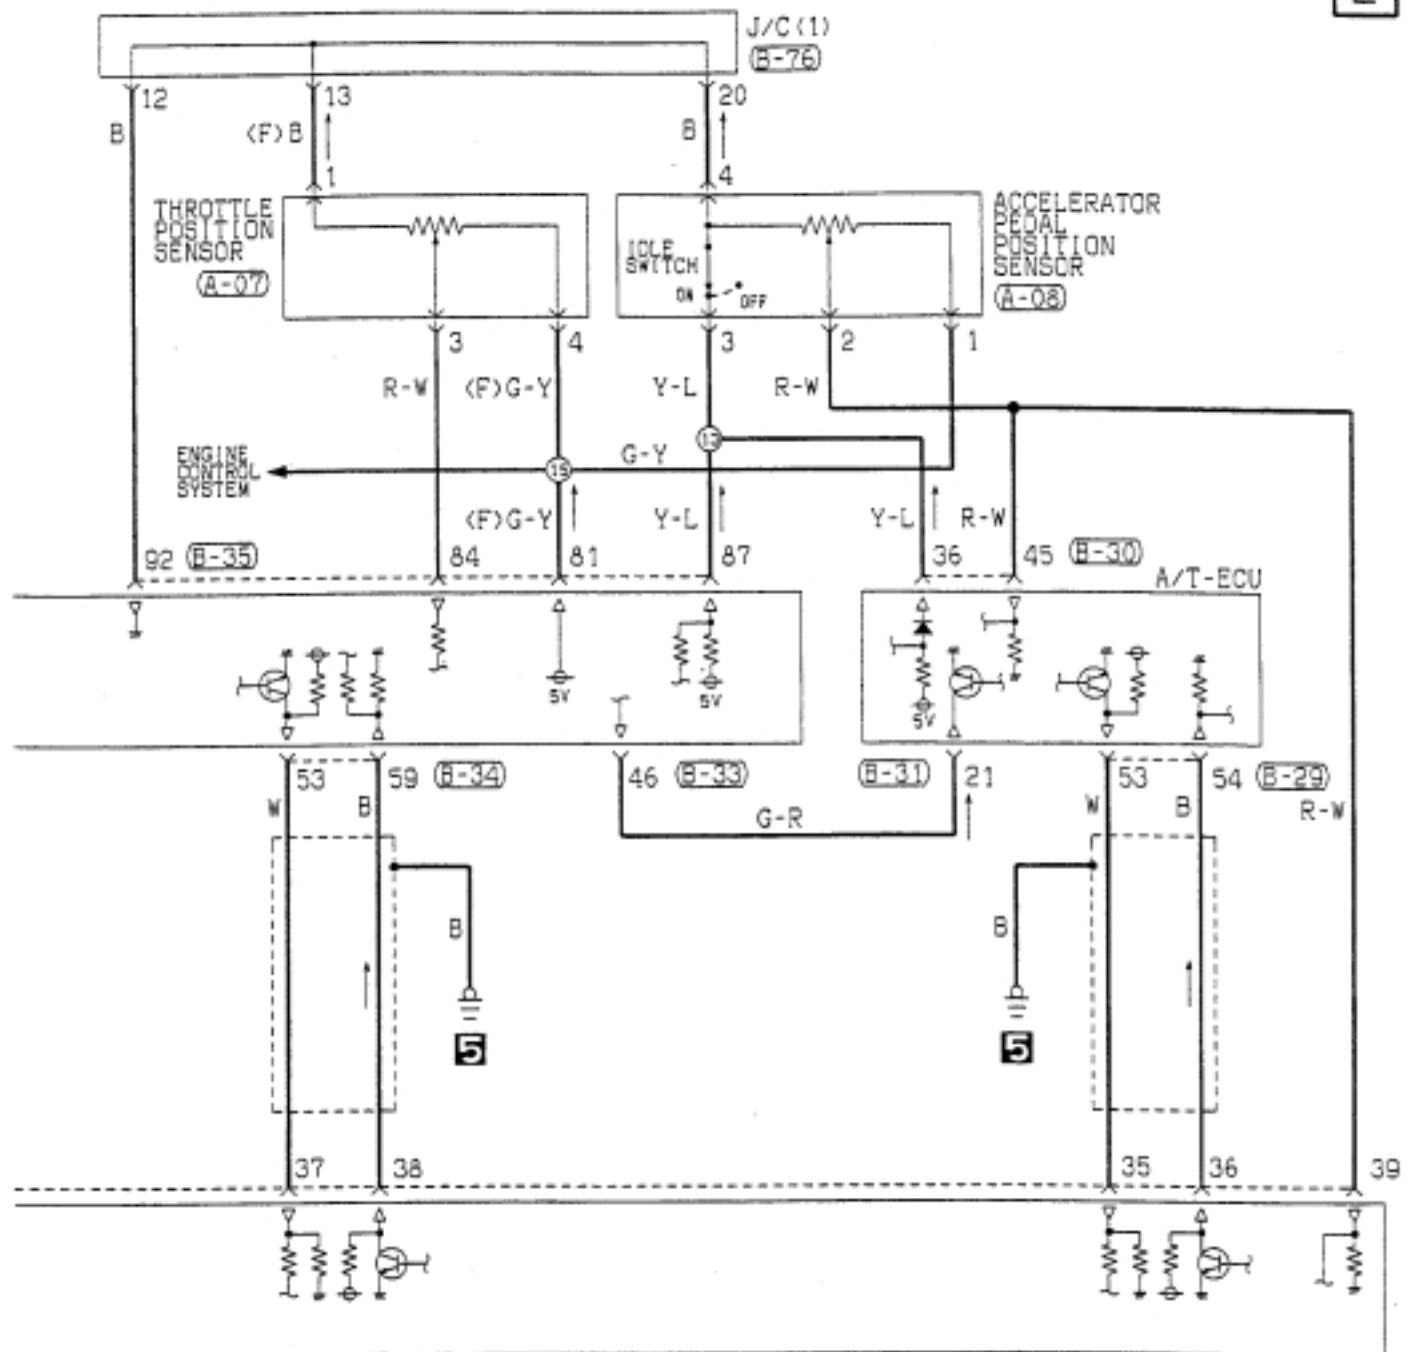 J/C(1)
B-76
12
13
20
B
(F)B
B
1
4
THROTTLE
POSITION
SENSOR
A-07
IDLE
SWITCH
ON
OFF
ACCELERATOR
PEDAL
POSITION
SENSOR
A-08
3
4
3
2
1
R-W
(F)G-Y
Y-L
R-W
ENGINE
CONTROL
SYSTEM
G-Y
(F)G-Y
Y-L
Y-L
R-W
92
B-35
84
81
87
36
45
B-30
A/T-ECU
5V
5V
5V
53
59
B-34
46
B-33
B-31
21
53
54
B-29
W
B
G-R
W
B
R-W
B
B
5
5
37
38
35
36
39